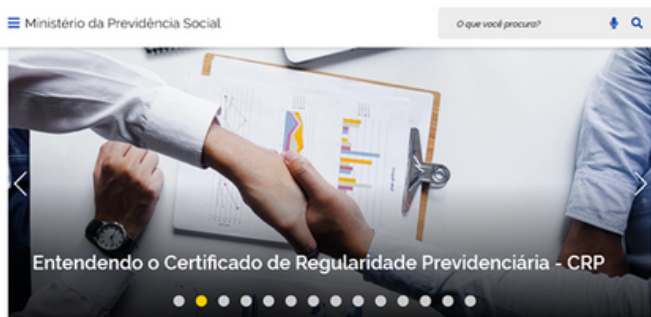 Ministério da Previdência Social
O que você procura?
Entendendo o Certificado de Regularidade Previdenciária - CRP